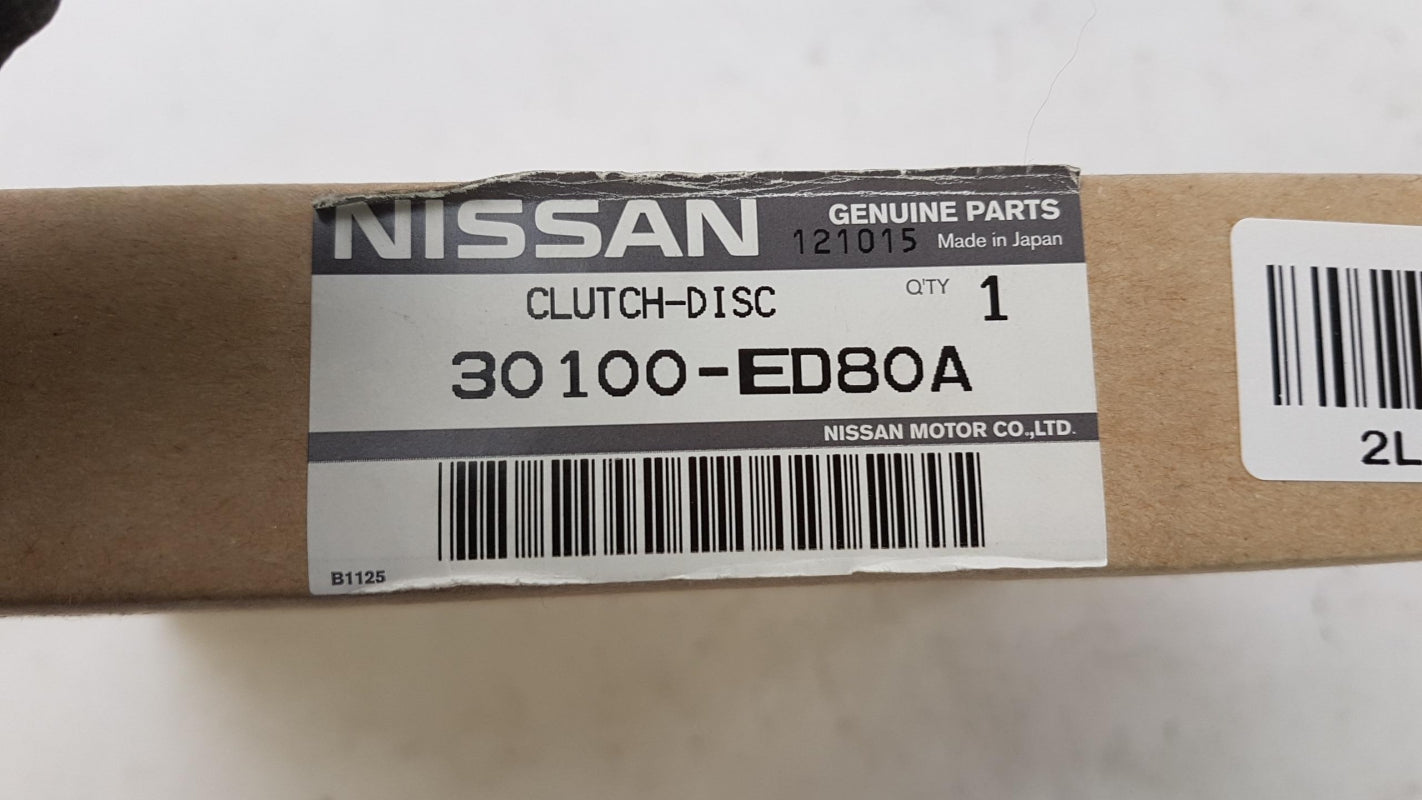 NISSAN
GENUINE PARTS
121015 Made in Japan
CLUTCH-DISC
Q'TY 1
30100-ED80A
NISSAN MOTOR CO.,LTD.
B1125
2L